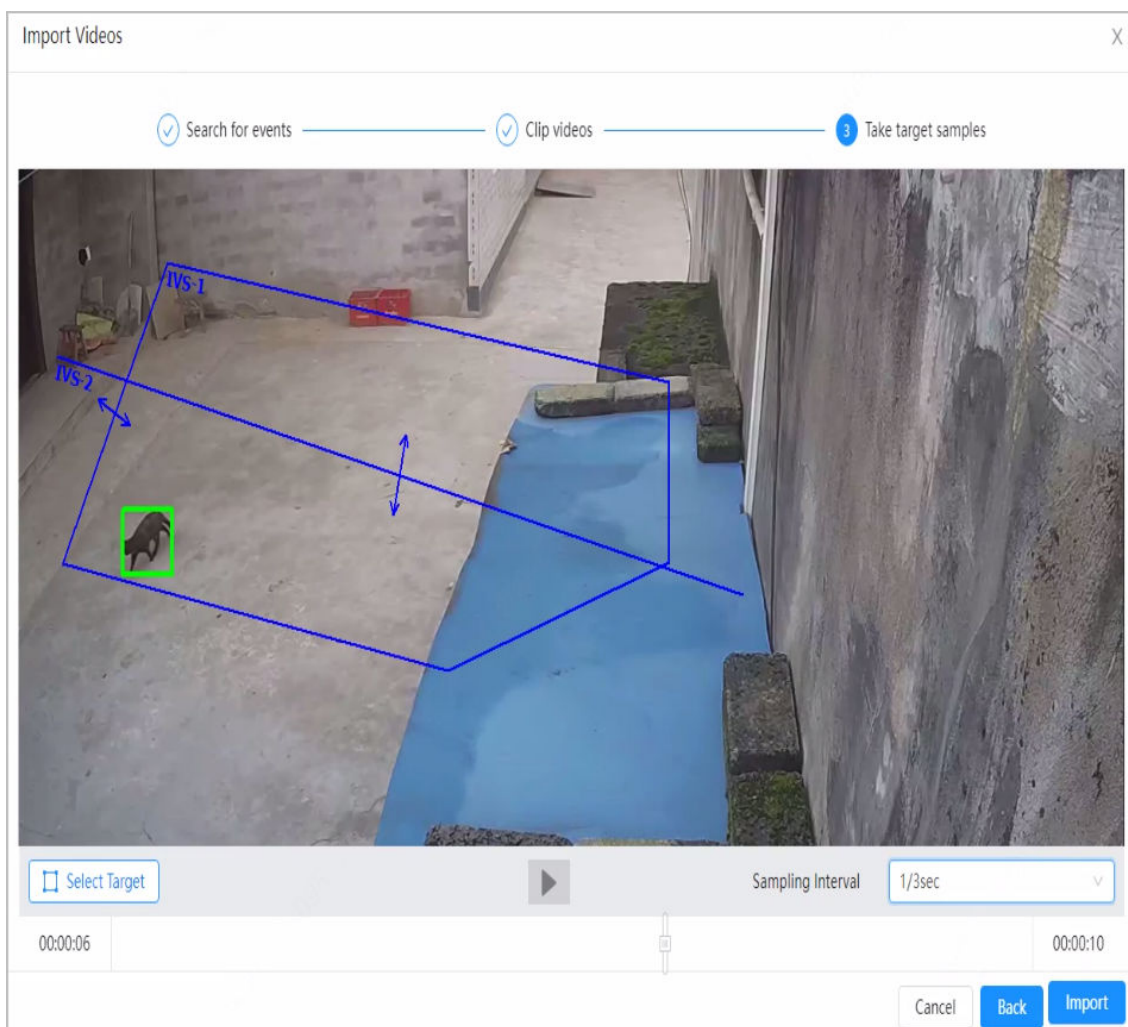 Import Videos X
Search for events Clip videos 3 Take target samples
IVS-1
IVS-2
Select Target Sampling Interval 1/3sec
00:00:06 00:00:10
Cancel Back Import